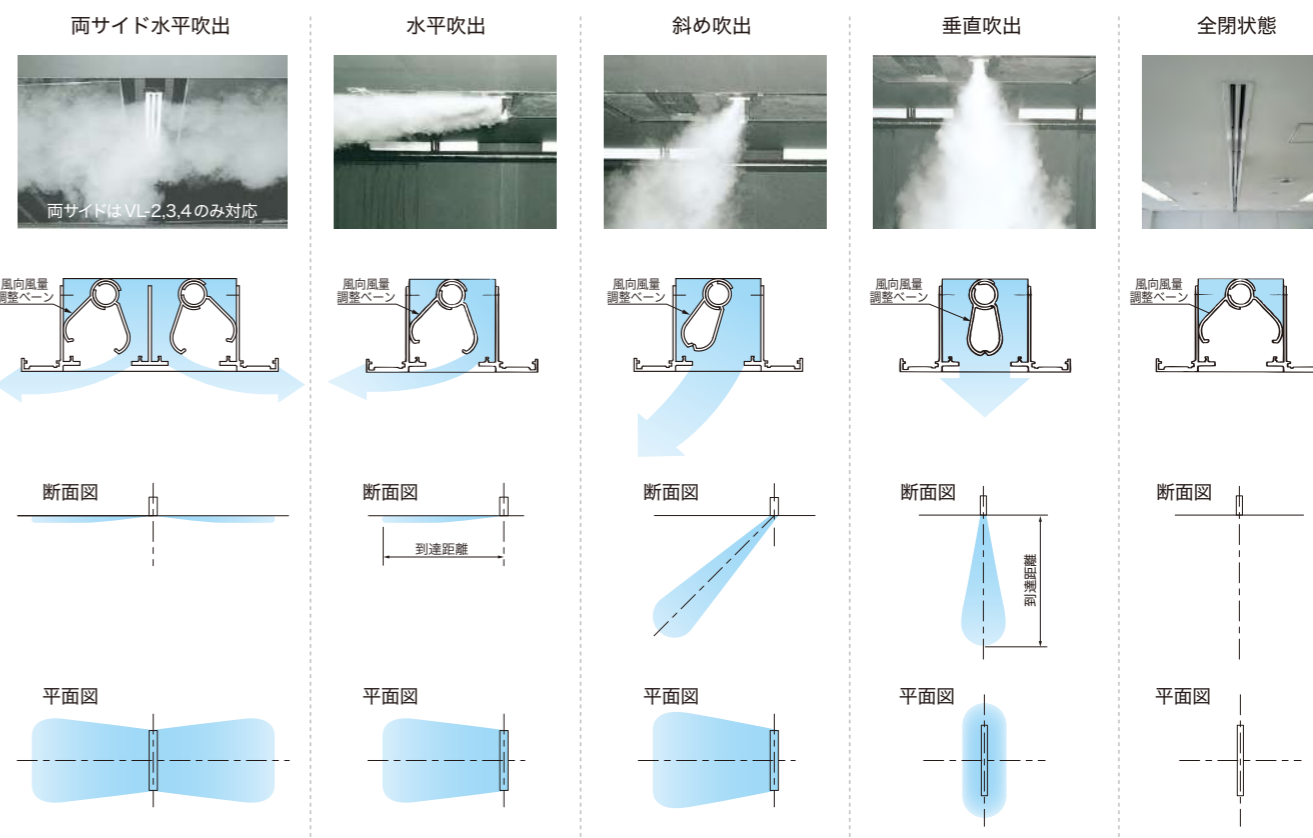 両サイド水平吹出
水平吹出
斜め吹出
垂直吹出
全閉状態
両サイドはVL-2,3,4のみ対応
風向風量
調整ベーン
風向風量
調整ベーン
風向風量
調整ベーン
風向風量
調整ベーン
風向風量
調整ベーン
断面図
断面図
到達距離
断面図
断面図
到達距離
断面図
平面図
平面図
平面図
平面図
平面図